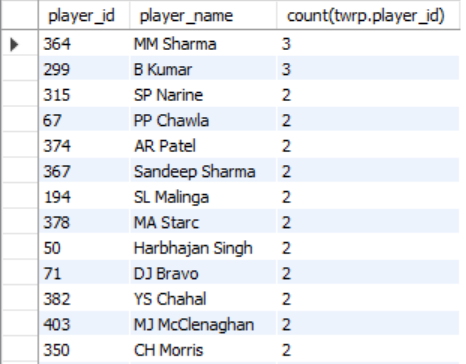 player_id player_name count(twrp.player_id)
364 MM Sharma 3
299 B Kumar 3
315 SP Narine 2
67 PP Chawla 2
374 AR Patel 2
367 Sandeep Sharma 2
194 SL Malinga 2
378 MA Starc 2
50 Harbhajan Singh 2
71 DJ Bravo 2
382 YS Chahal 2
403 MJ McClenaghan 2
350 CH Morris 2